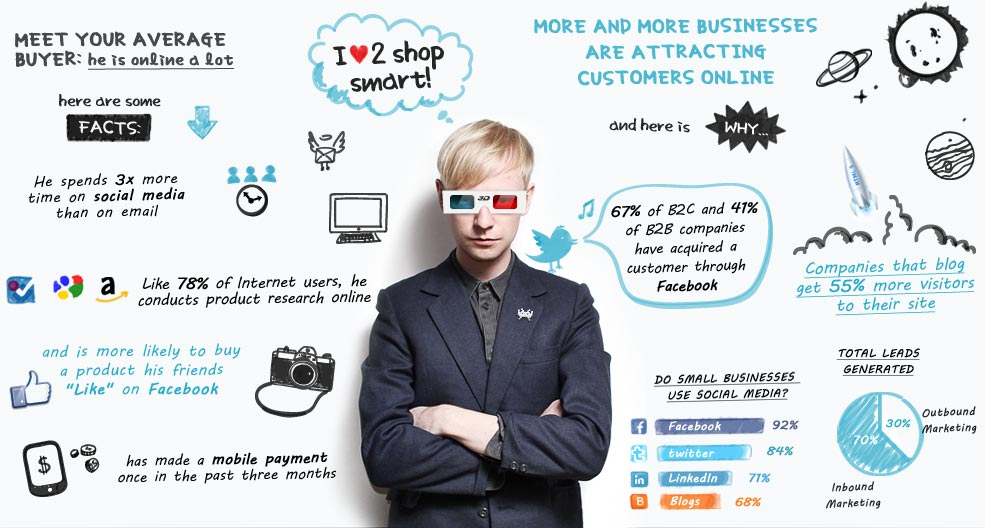 MEET YOUR AVERAGE
BUYER: he is online a lot
here are some
FACTS:
He spends 3x more
time on social media
than on email
a
Like 78% of Internet users, he
conducts product research online
and is more likely to buy
a product his friends
"Like" on Facebook
$
has made a mobile payment
once in the past three months
I ♥ 2 shop
smart!
3D
MORE AND MORE BUSINESSES
ARE ATTRACTING
CUSTOMERS ONLINE
and here is WHY...
67% of B2C and 41%
of B2B companies
have acquired a
customer through
Facebook
HTML5
Companies that blog
get 55% more visitors
to their site
DO SMALL BUSINESSES
USE SOCIAL MEDIA?
f Facebook 92%
t twitter 84%
in LinkedIn 71%
B Blogs 68%
TOTAL LEADS
GENERATED
30% Outbound
Marketing
70%
Inbound
Marketing